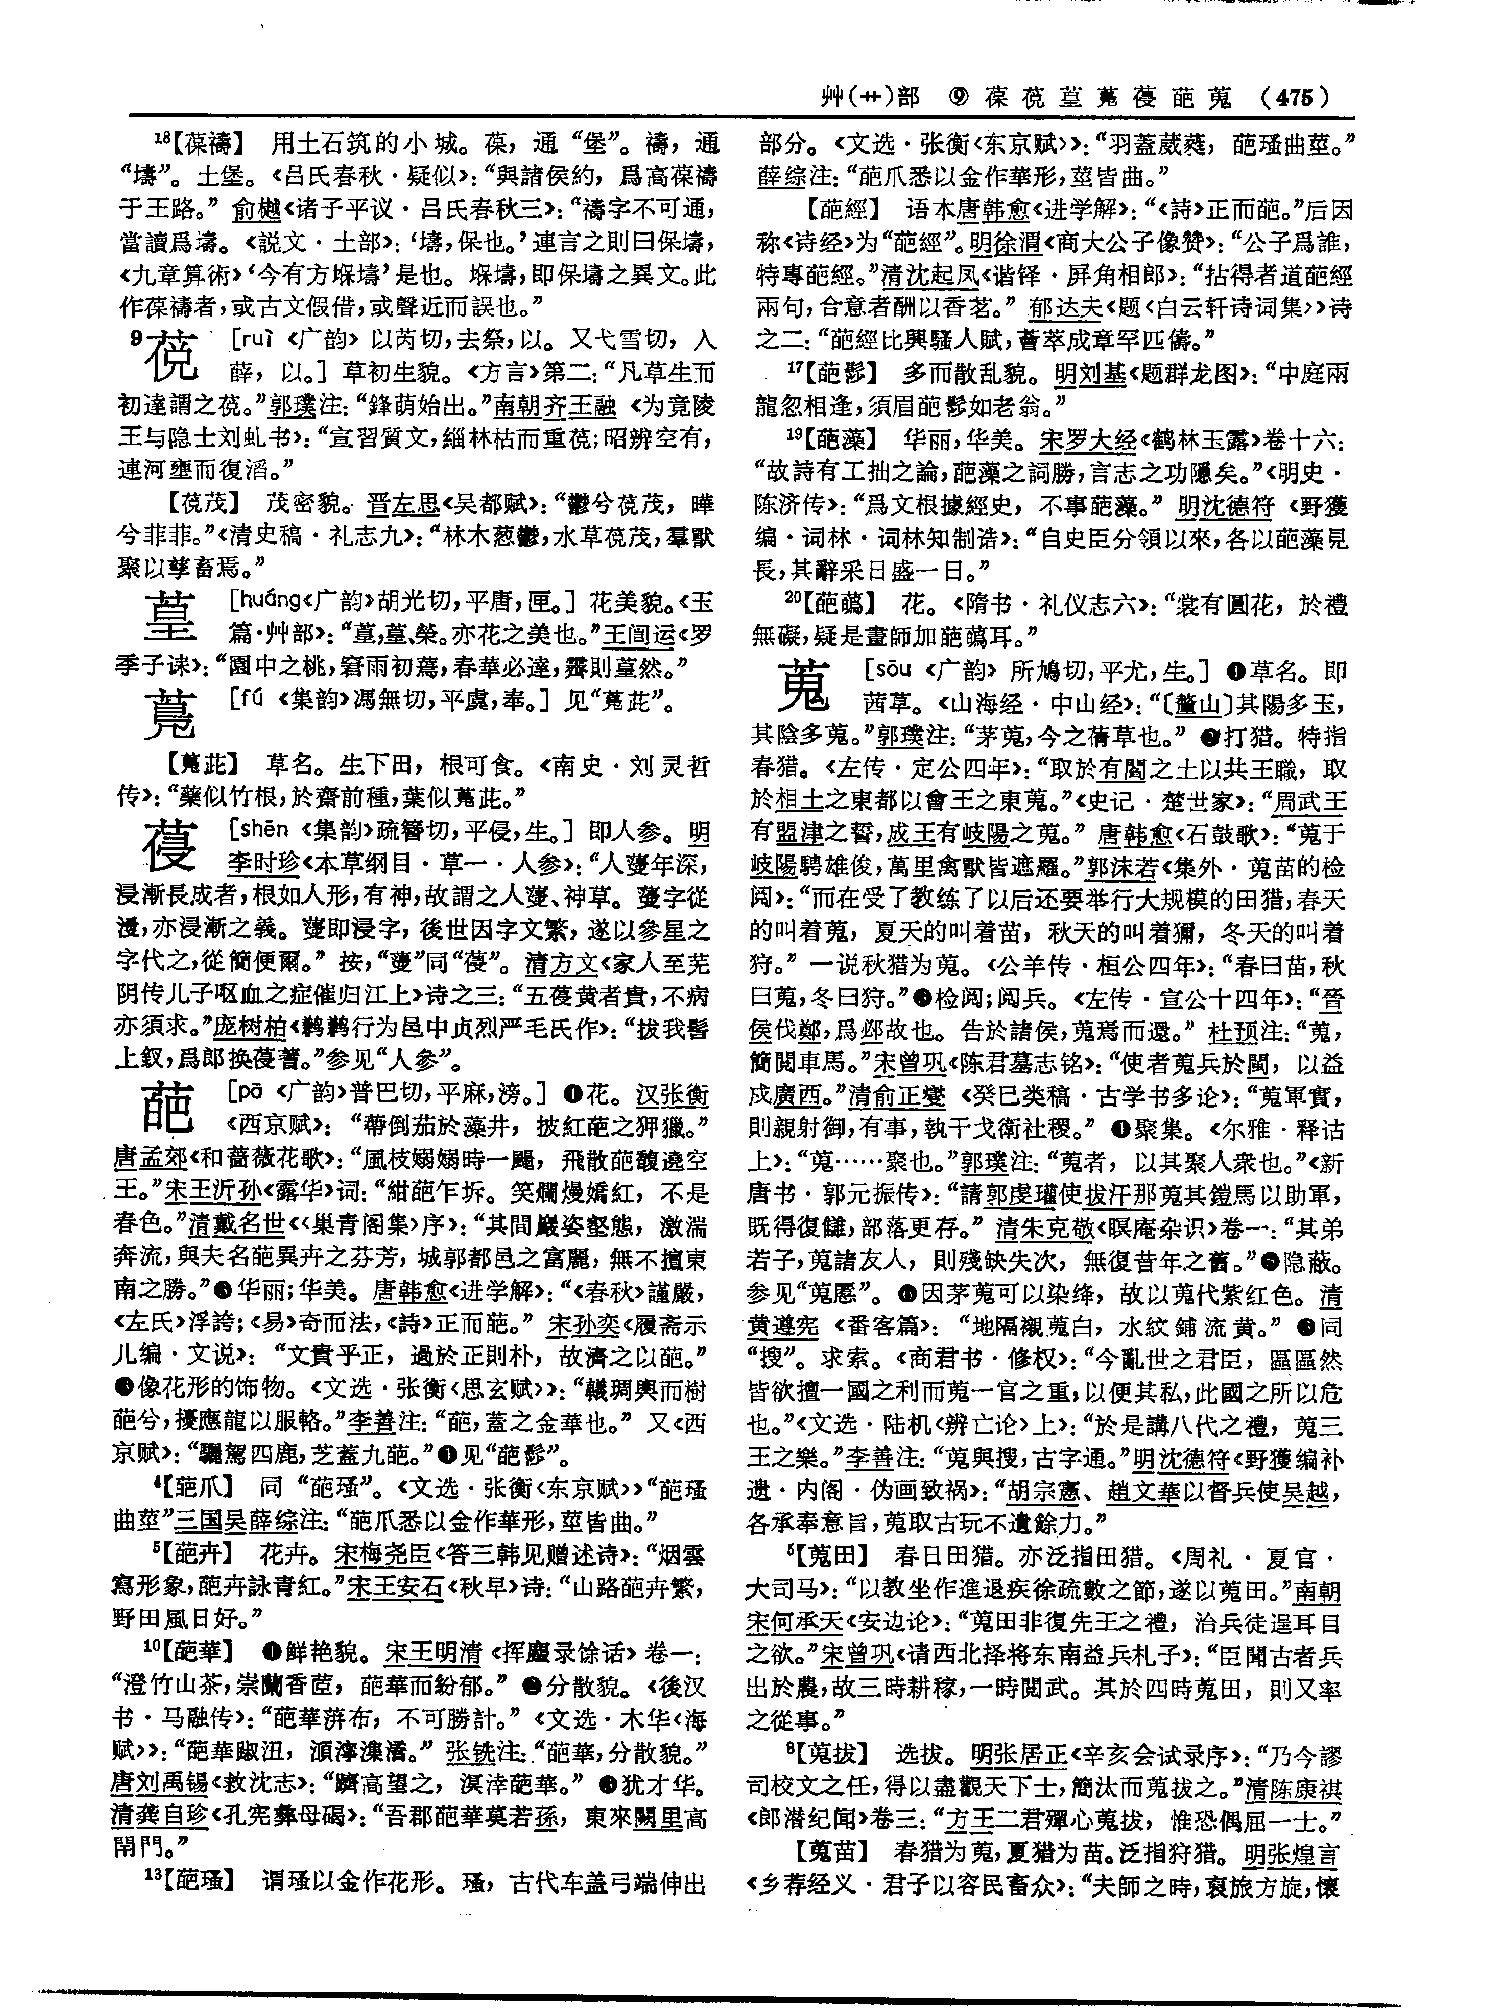 艸(艹)部 ⑨ 葆䓲葟䓵葠葩蒐 (475)
¹⁸【葆禱】 用土石筑的小城。葆，通“堡”。禱，通
“壔”。土堡。《吕氏春秋·疑似》：“與諸侯約，爲高葆禱
于王路。”俞樾《诸子平议·吕氏春秋三》：“禱字不可通，
當讀爲壔。《説文·土部》：‘壔，保也。’連言之則曰保壔，
《九章算術》‘今有方堢壔’是也。堢壔，即保壔之異文。此
作葆禱者，或古文假借，或聲近而誤也。”
⁹䓲 [ruì《广韵》以芮切，去祭，以。又弋雪切，入
薛，以。] 草初生貌。《方言》第二：“凡草生而
初達謂之䓲。”郭璞注：“鋒萌始出。”南朝齐王融《为竟陵
王与隐士刘虬书》：“宣習質文，緇林枯而重䓲；昭辨空有，
連河壅而復滔。”
【䓲茂】 茂密貌。晋左思《吴都赋》：“鬱兮䓲茂，曄
兮菲菲。”《清史稿·礼志九》：“林木葱鬱，水草䓲茂，羣獸
聚以孳畜焉。”
葟 [huáng《广韵》胡光切，平唐，匣。] 花美貌。《玉
篇·艸部》：“葟，葟、榮。亦花之美也。”王闿运《罗
季子诔》：“園中之桃，窘雨初蔫，春華必達，霽則葟然。”
䓵 [fú《集韵》馮無切，平虞，奉。] 见“䓵茈”。
【䓵茈】 草名。生下田，根可食。《南史·刘灵哲
传》：“藥似竹根，於齋前種，葉似䓵茈。”
葠 [shēn《集韵》疏簪切，平侵，生。] 即人参。明
李时珍《本草纲目·草一·人参》：“人薓年深，
浸漸長成者，根如人形，有神，故謂之人薓、神草。薓字從
濅，亦浸漸之義。薓即浸字，後世因字文繁，遂以參星之
字代之，從簡便爾。”按，“薓”同“葠”。清方文《家人至芜
阴传儿子呕血之症催归江上》诗之三：“五葠黄者貴，不病
亦須求。”庞树柏《鹣鹣行为邑中贞烈严毛氏作》：“拔我髻
上釵，爲郎换葠蓍。”参见“人参”。
葩 [pā《广韵》普巴切，平麻，滂。] ❶花。汉张衡
《西京赋》：“蔕倒茄於藻井，披紅葩之狎獵。”
唐孟郊《和蔷薇花歌》：“風枝嫋嫋時一颺，飛散葩馥遶空
王。”宋王沂孙《露华》词：“紺葩乍坼。笑爛熳嬌紅，不是
春色。”清戴名世《〈巢青阁集〉序》：“其間巖姿壑態，激湍
奔流，與夫名葩異卉之芬芳，城郭都邑之富麗，無不擅東
南之勝。”❷华丽；华美。唐韩愈《进学解》：“《春秋》謹嚴，
《左氏》浮誇；《易》奇而法，《詩》正而葩。”宋孙奕《履斋示
儿编·文说》：“文貴乎正，過於正則朴，故濟之以葩。”
❸像花形的饰物。《文选·张衡〈思玄赋〉》：“轙琱輿而樹
葩兮，擾應龍以服輅。”李善注：“葩，蓋之金華也。”又《西
京赋》：“驪駕四鹿，芝蓋九葩。”❹见“葩髿”。
⁴【葩爪】 同“葩瑵”。《文选·张衡〈东京赋〉》“葩瑵
曲莖”三国吴薛综注：“葩爪悉以金作華形，莖皆曲。”
⁵【葩卉】 花卉。宋梅尧臣《答三韩见赠述诗》：“烟雲
寫形象，葩卉詠青紅。”宋王安石《秋早》诗：“山路葩卉繁，
野田風日好。”
¹⁰【葩華】 ❶鲜艳貌。宋王明清《挥麈录馀话》卷一：
“澄竹山茶，崇蘭香茝，葩華而紛郁。”❷分散貌。《後汉
书·马融传》：“葩華蓱布，不可勝計。”《文选·木华〈海
赋〉》：“葩華踧沑，澒濘潗㴔。”张铣注：“葩華，分散貌。”
唐刘禹锡《救沈志》：“躋高望之，溟涬葩華。”❸犹才华。
清龚自珍《孔宪彝母碣》：“吾郡葩華莫若孫，東來闕里高
閈門。”
¹³【葩瑵】 谓瑵以金作花形。瑵，古代车盖弓端伸出
部分。《文选·张衡〈东京赋〉》：“羽蓋葳蕤，葩瑵曲莖。”
薛综注：“葩爪悉以金作華形，莖皆曲。”
【葩經】 语本唐韩愈《进学解》：“《詩》正而葩。”后因
称《诗经》为“葩經”。明徐渭《商大公子像赞》：“公子爲誰，
特專葩經。”清沈起凤《谐铎·屏角相郎》：“拈得者道葩經
兩句，合意者酬以香茗。”郁达夫《题〈白云轩诗词集〉》诗
之二：“葩經比興騷人賦，薈萃成章罕匹儔。”
¹⁷【葩髿】 多而散乱貌。明刘基《题群龙图》：“中庭兩
龍忽相逢，須眉葩髿如老翁。”
¹⁹【葩藻】 华丽，华美。宋罗大经《鹤林玉露》卷十六：
“故詩有工拙之論，葩藻之詞勝，言志之功隱矣。”《明史·
陈济传》：“爲文根據經史，不事葩藻。”明沈德符《野獲
编·词林·词林知制诰》：“自史臣分領以來，各以葩藻見
長，其辭采日盛一日。”
²⁰【葩蘤】 花。《隋书·礼仪志六》：“裳有圓花，於禮
無礙，疑是畫師加葩蘤耳。”
蒐 [sōu《广韵》所鳩切，平尤，生。] ❶草名。即
茜草。《山海经·中山经》：“〔釐山〕其陽多玉，
其陰多蒐。”郭璞注：“茅蒐，今之蒨草也。”❷打猎。特指
春猎。《左传·定公四年》：“取於有閻之土以共王職，取
於相土之東都以會王之東蒐。”《史记·楚世家》：“周武王
有盟津之誓，成王有岐陽之蒐。”唐韩愈《石鼓歌》：“蒐于
岐陽騁雄俊，萬里禽獸皆遮羅。”郭沫若《集外·蒐苗的检
阅》：“而在受了教练了以后还要举行大规模的田猎，春天
的叫着蒐，夏天的叫着苗，秋天的叫着獮，冬天的叫着
狩。”一说秋猎为蒐。《公羊传·桓公四年》：“春曰苗，秋
曰蒐，冬曰狩。”❸检阅；阅兵。《左传·宣公十四年》：“晉
侯伐鄭，爲邲故也。告於諸侯，蒐焉而還。”杜预注：“蒐，
簡閲車馬。”宋曾巩《陈君墓志铭》：“使者蒐兵於閩，以益
戍廣西。”清俞正燮《癸巳类稿·古学书多论》：“蒐軍實，
則親射御，有事，執干戈衛社稷。”❹聚集。《尔雅·释诂
上》：“蒐……聚也。”郭璞注：“蒐者，以其聚人衆也。”《新
唐书·郭元振传》：“請郭虔瓘使拔汗那蒐其鎧馬以助軍，
既得復讎，部落更存。”清朱克敬《暝庵杂识》卷一：“其弟
若子，蒐諸友人，則殘缺失次，無復昔年之舊。”❺隐蔽。
参见“蒐慝”。❻因茅蒐可以染绛，故以蒐代紫红色。清
黄遵宪《番客篇》：“地隔襯蒐白，水紋鋪流黄。”❼同
“搜”。求索。《商君书·修权》：“今亂世之君臣，區區然
皆欲擅一國之利而蒐一官之重，以便其私，此國之所以危
也。”《文选·陆机〈辨亡论〉上》：“於是講八代之禮，蒐三
王之樂。”李善注：“蒐與搜，古字通。”明沈德符《野獲编补
遗·内阁·伪画致祸》：“胡宗憲、趙文華以督兵使吴越，
各承奉意旨，蒐取古玩不遺餘力。”
⁵【蒐田】 春日田猎。亦泛指田猎。《周礼·夏官·
大司马》：“以教坐作進退疾徐疏數之節，遂以蒐田。”南朝
宋何承天《安边论》：“蒐田非復先王之禮，治兵徒逞耳目
之欲。”宋曾巩《请西北择将东南益兵札子》：“臣聞古者兵
出於農，故三時耕稼，一時閲武。其於四時蒐田，則又率
之從事。”
⁸【蒐拔】 选拔。明张居正《辛亥会试录序》：“乃今謬
司校文之任，得以盡觀天下士，簡汰而蒐拔之。”清陈康祺
《郎潜纪闻》卷三：“方王二君殫心蒐拔，惟恐偶屈一士。”
【蒐苗】 春猎为蒐，夏猎为苗。泛指狩猎。明张煌言
《乡荐经义·君子以容民畜众》：“夫師之時，裒旅方旋，懷